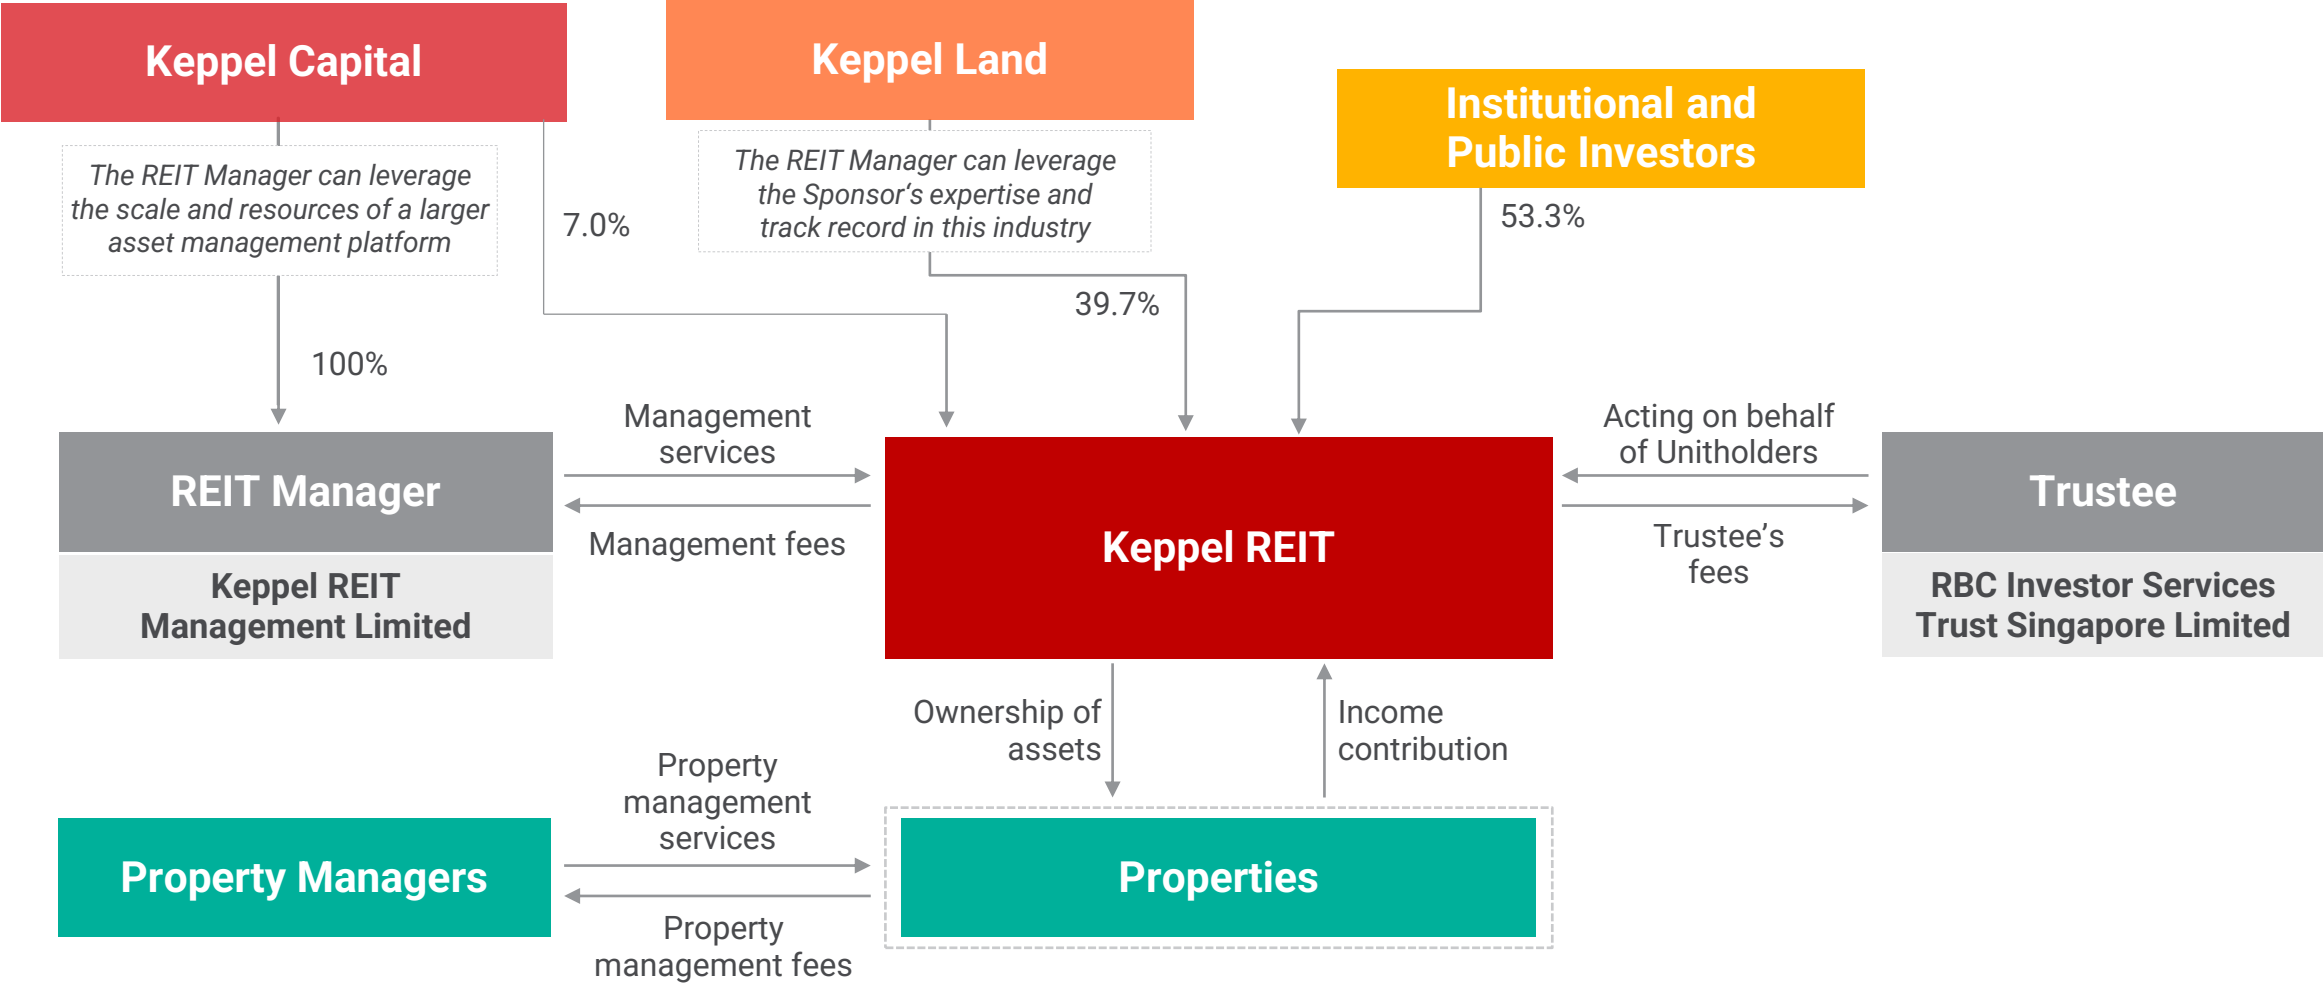 Keppel Capital
Keppel Land
Institutional and
Public Investors
The REIT Manager can leverage
the scale and resources of a larger
asset management platform
7.0%
The REIT Manager can leverage
the Sponsor‘s expertise and
track record in this industry
53.3%
39.7%
100%
Management
services
Acting on behalf
of Unitholders
REIT Manager
Keppel REIT
Management Limited
Management fees
Keppel REIT
Trustee’s
fees
Trustee
RBC Investor Services
Trust Singapore Limited
Ownership of
assets
Income
contribution
Property
management
services
Property Managers
Properties
Property
management fees